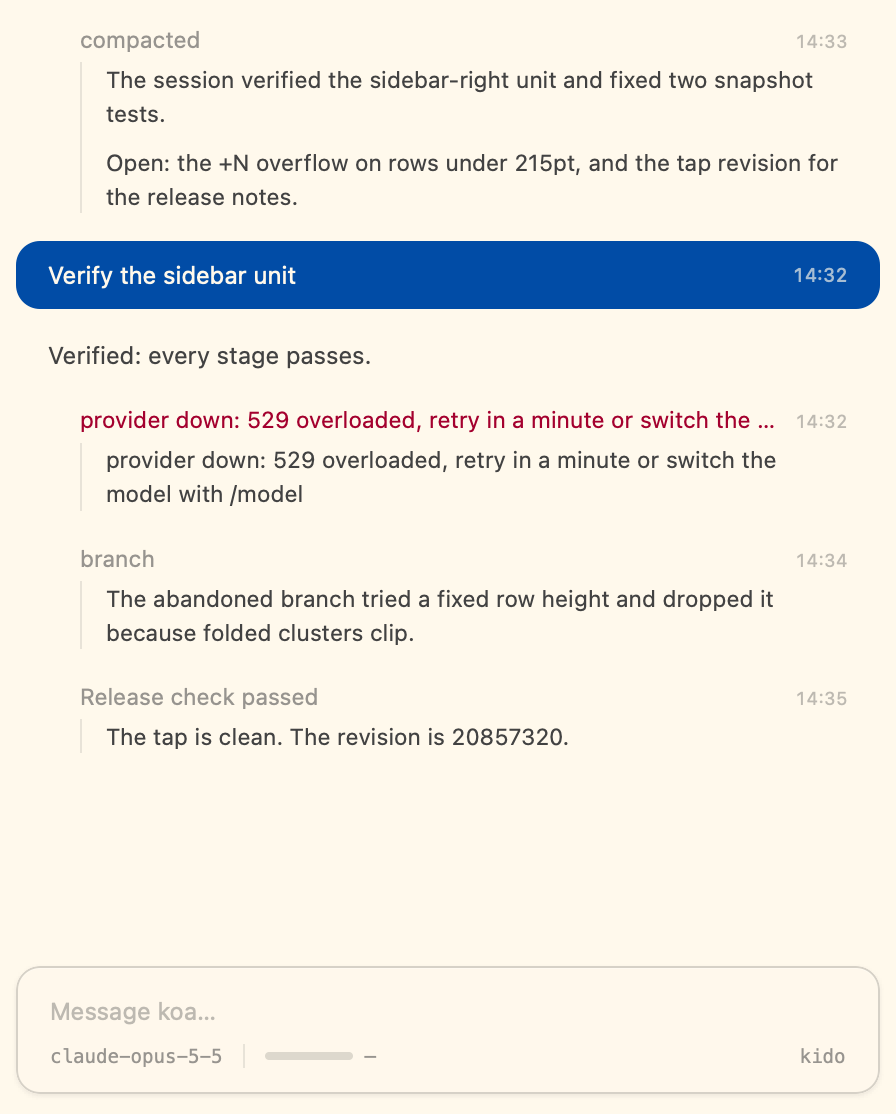 compacted 14:33
The session verified the sidebar-right unit and fixed two snapshot
tests.
Open: the +N overflow on rows under 215pt, and the tap revision for
the release notes.
Verify the sidebar unit 14:32
Verified: every stage passes.
provider down: 529 overloaded, retry in a minute or switch the ... 14:32
provider down: 529 overloaded, retry in a minute or switch the
model with /model
branch 14:34
The abandoned branch tried a fixed row height and dropped it
because folded clusters clip.
Release check passed 14:35
The tap is clean. The revision is 20857320.
Message koa...
claude-opus-5-5 — kido